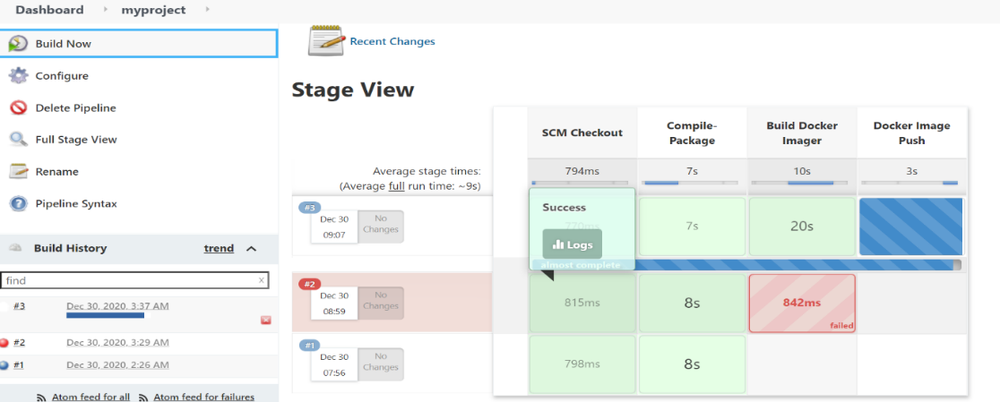 Dashboard myproject
Build Now
Configure
Delete Pipeline
Full Stage View
Rename
Pipeline Syntax
Build History trend
find x
#3 Dec 30, 2020, 3:37 AM
#2 Dec 30, 2020, 3:29 AM
#1 Dec 30, 2020, 2:26 AM
Atom feed for all Atom feed for failures
Recent Changes
Stage View
SCM Checkout
Compile-
Package
Build Docker
Imager
Docker Image
Push
Average stage times:
(Average full run time: ~9s)
794ms 7s 10s 3s
#3
Dec 30
09:07
No
Changes
Success
770ms
Logs
7s
20s
almost complete
#2
Dec 30
08:59
No
Changes
815ms
8s
842ms
failed
#1
Dec 30
07:56
No
Changes
798ms
8s